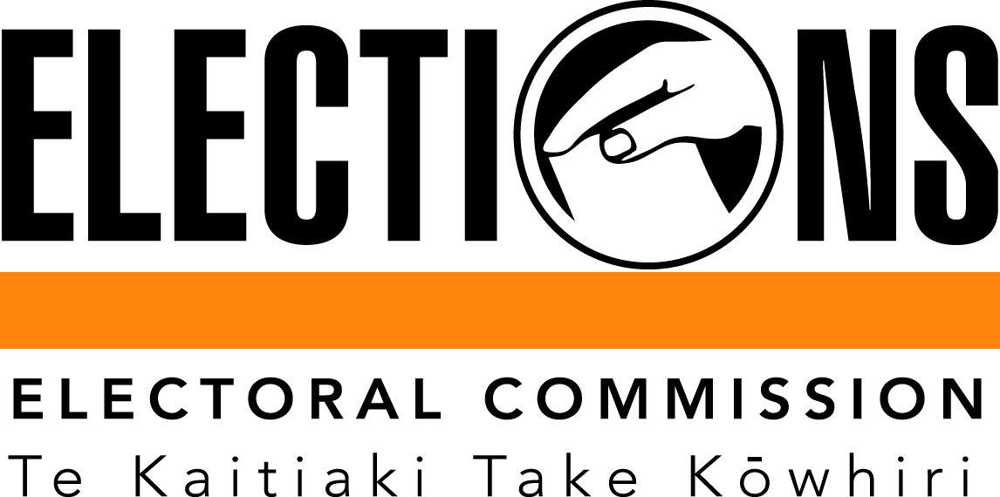 ELECTIONS
ELECTORAL COMMISSION
Te Kaitiaki Take Kōwhiri